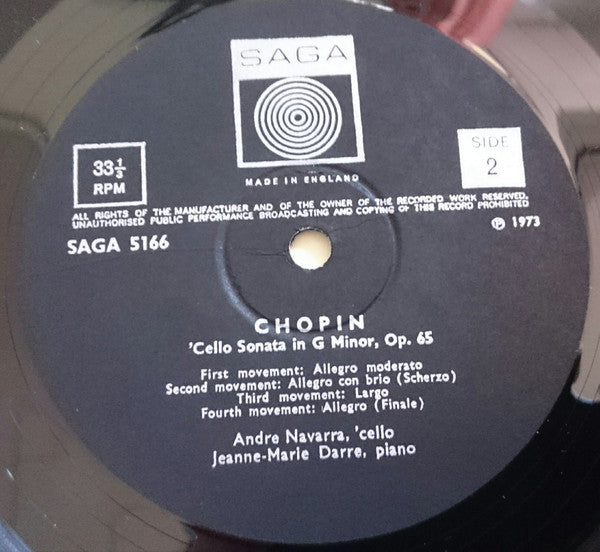 SAGA
33⅓
RPM
SIDE
2
MADE IN ENGLAND
ALL RIGHTS OF THE MANUFACTURER AND OF THE OWNER OF THE RECORDED WORK RESERVED.
UNAUTHORISED PUBLIC PERFORMANCE BROADCASTING AND COPYING OF THIS RECORD PROHIBITED
SAGA 5166
℗ 1973
CHOPIN
'Cello Sonata in G Minor, Op. 65
First movement: Allegro moderato
Second movement: Allegro con brio (Scherzo)
Third movement: Largo
Fourth movement: Allegro (Finale)
Andre Navarra, 'cello
Jeanne-Marie Darre, piano